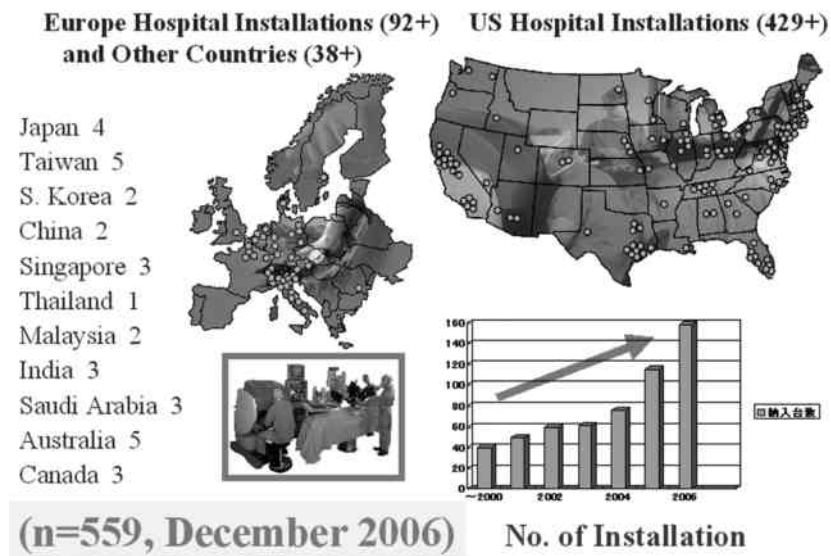 Europe Hospital Installations (92+)
and Other Countries (38+)
US Hospital Installations (429+)
Japan 4
Taiwan 5
S. Korea 2
China 2
Singapore 3
Thailand 1
Malaysia 2
India 3
Saudi Arabia 3
Australia 5
Canada 3
160
140
120
100
80
60
40
20
0
~2000
2002
2004
2006
納入台数
(n=559, December 2006)
No. of Installation